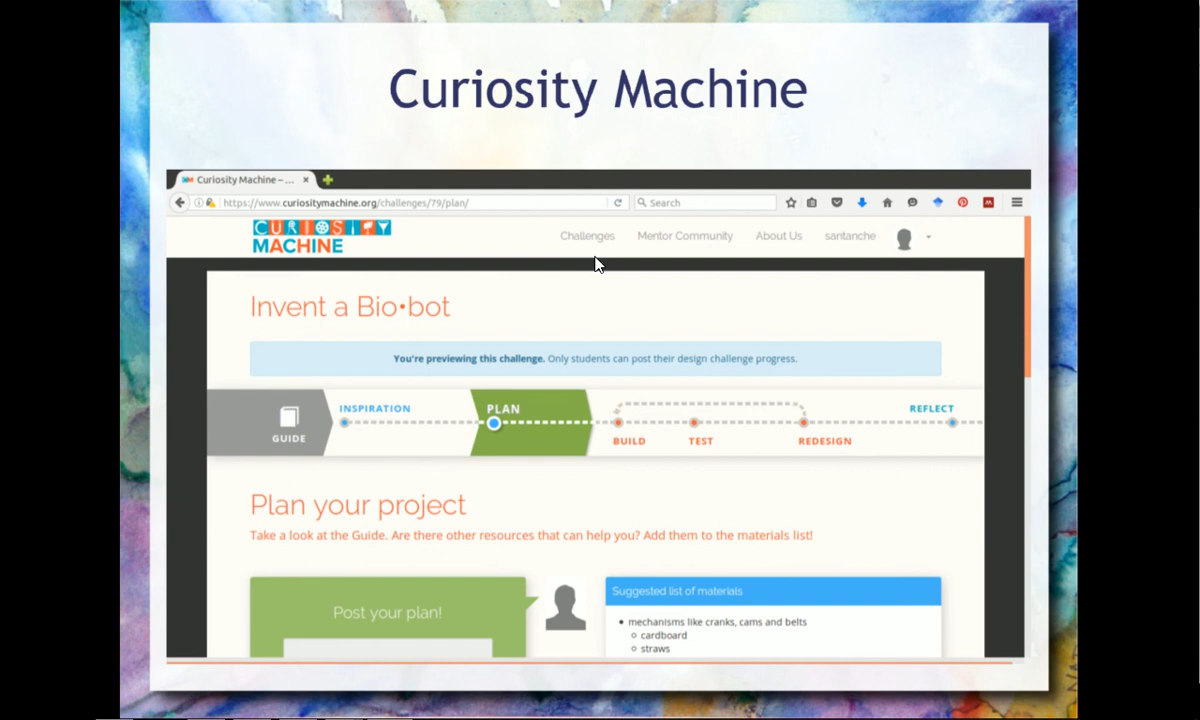 Curiosity Machine
Curiosity Machine – ...
https://www.curiositymachine.org/challenges/79/plan/
Search
CURIOSITY
MACHINE
Challenges
Mentor Community
About Us
santanche
Invent a Bio•bot
You're previewing this challenge. Only students can post their design challenge progress.
GUIDE
INSPIRATION
PLAN
BUILD
TEST
REDESIGN
REFLECT
Plan your project
Take a look at the Guide. Are there other resources that can help you? Add them to the materials list!
Post your plan!
Suggested list of materials
• mechanisms like cranks, cams and belts
○ cardboard
○ straws